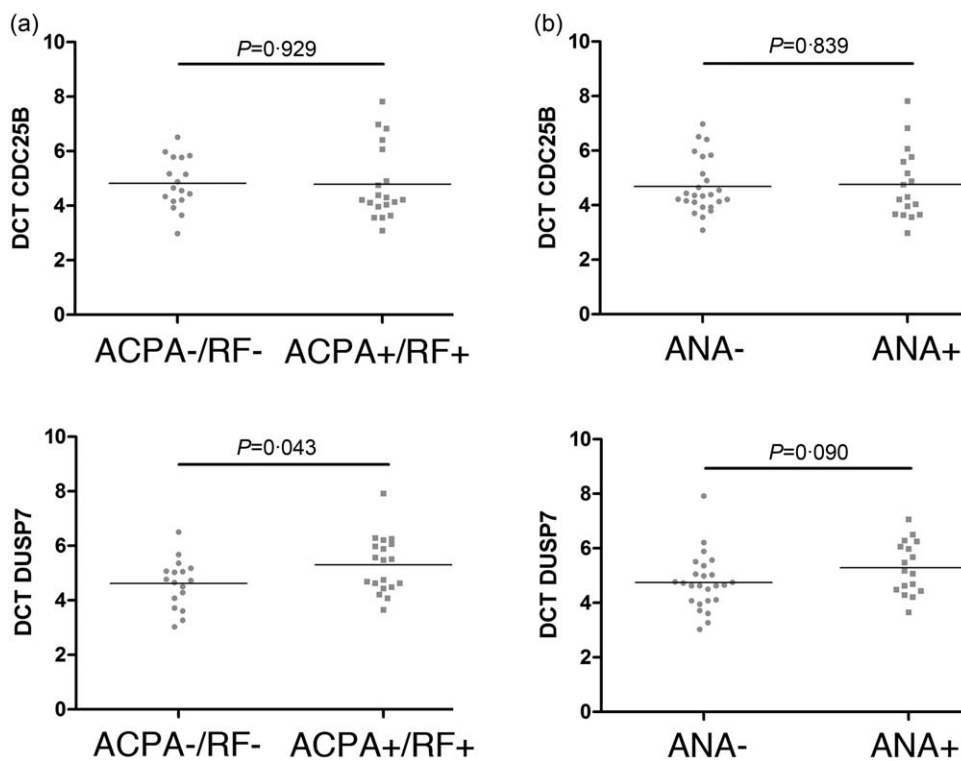 (a)
10
8
6
4
2
0
DCT CDC25B
P=0·929
ACPA-/RF- ACPA+/RF+
(b)
10
8
6
4
2
0
DCT CDC25B
P=0·839
ANA- ANA+
10
8
6
4
2
0
DCT DUSP7
P=0·043
ACPA-/RF- ACPA+/RF+
10
8
6
4
2
0
DCT DUSP7
P=0·090
ANA- ANA+